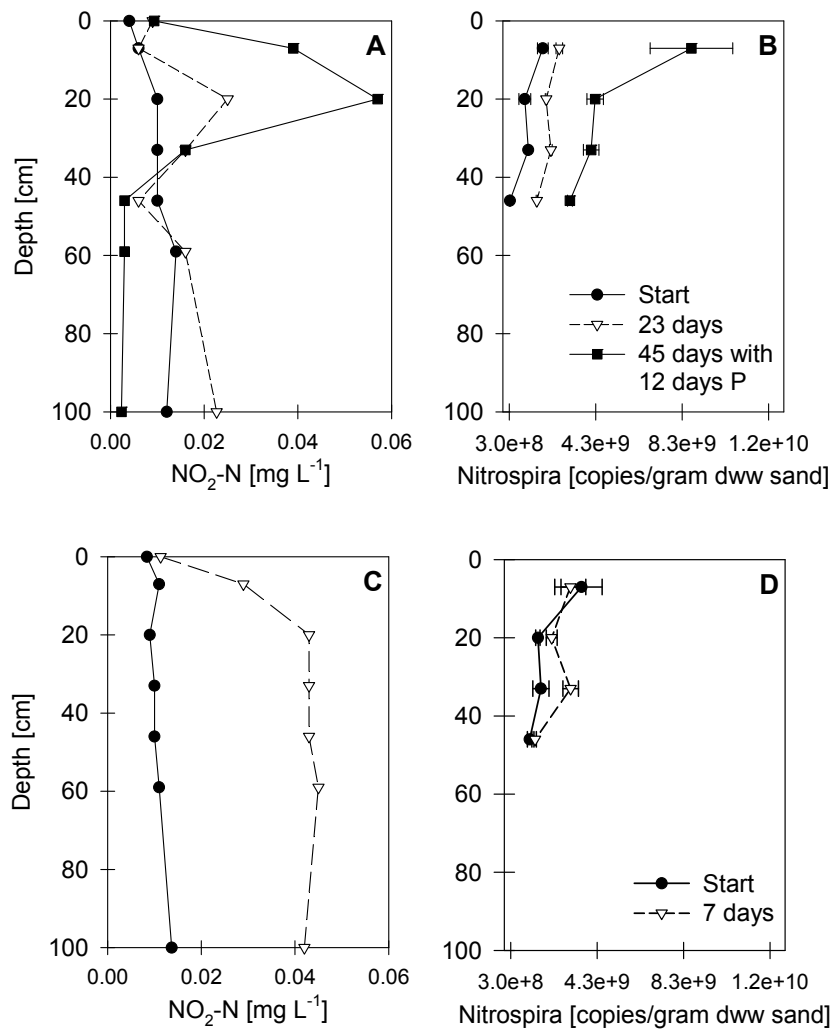 0
20
40
60
80
100
Depth [cm]
A
0.00
0.02
0.04
0.06
NO₂-N [mg L⁻¹]
0
20
40
60
80
100
B
Start
23 days
45 days with
12 days P
3.0e+8
4.3e+9
8.3e+9
1.2e+10
Nitrospira [copies/gram dww sand]
0
20
40
60
80
100
Depth [cm]
C
0.00
0.02
0.04
0.06
NO₂-N [mg L⁻¹]
0
20
40
60
80
100
D
Start
7 days
3.0e+8
4.3e+9
8.3e+9
1.2e+10
Nitrospira [copies/gram dww sand]